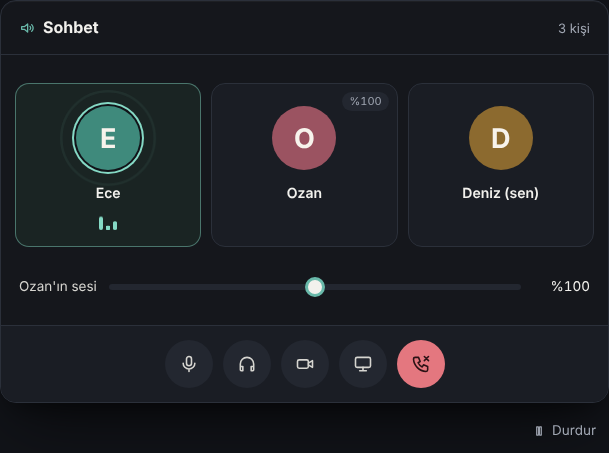 Sohbet
3 kişi
E
Ece
%100
O
Ozan
D
Deniz (sen)
Ozan'ın sesi
%100
Durdur